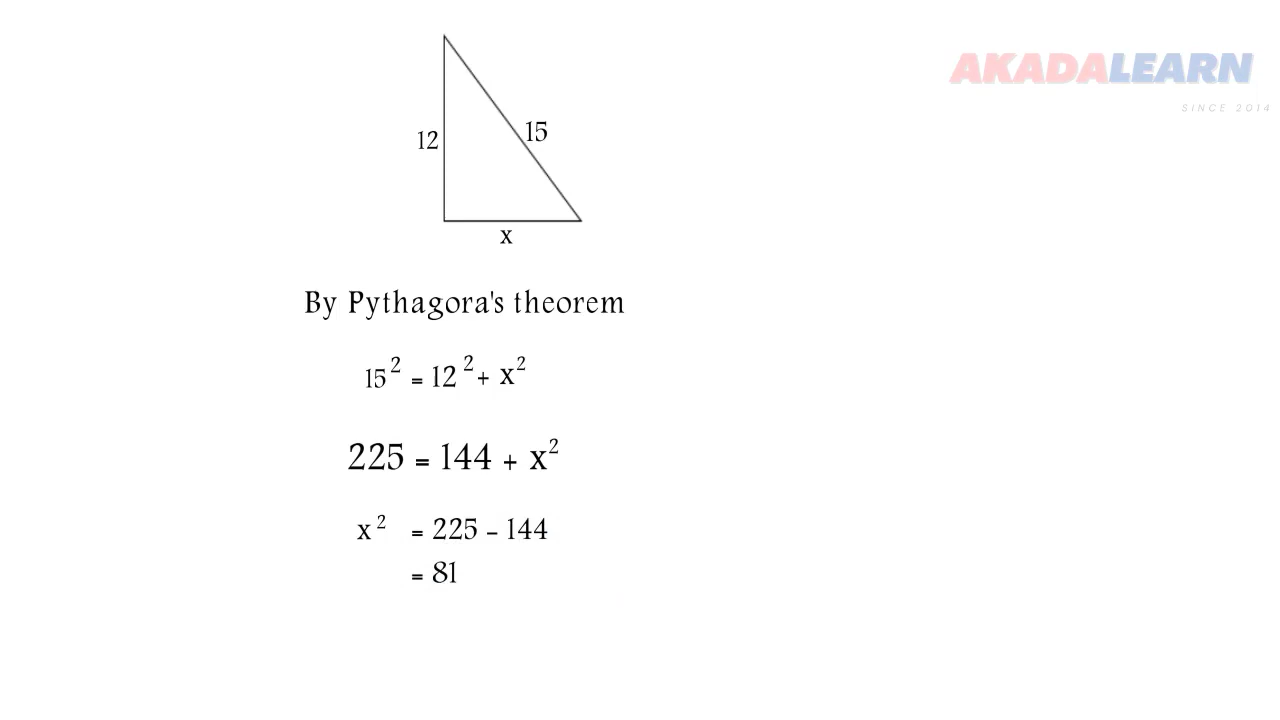 AKADALEARN
SINCE 2014
12
15
x
By Pythagora's theorem
15² = 12² + x²
225 = 144 + x²
x² = 225 – 144
= 81